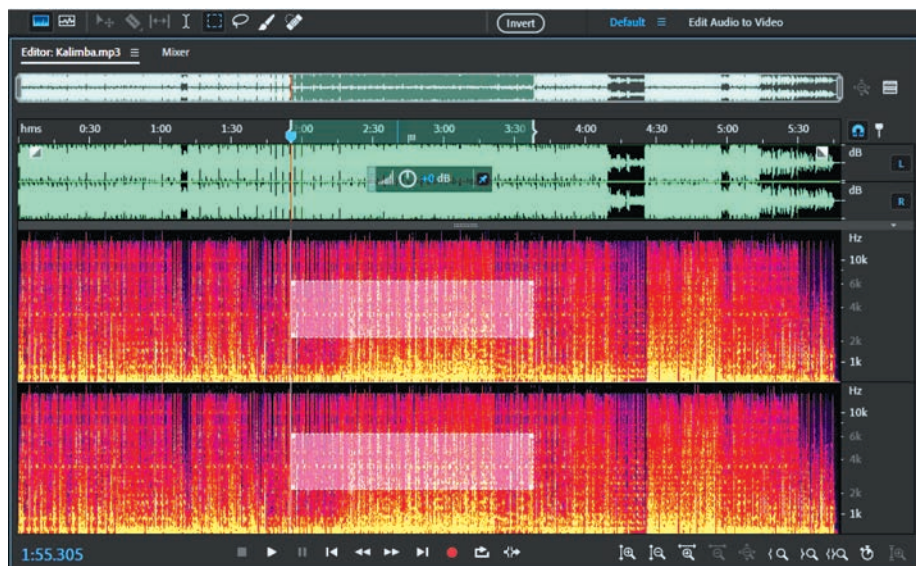 Invert Default Edit Audio to Video
Editor: Kalimba.mp3 Mixer
hms 0:30 1:00 1:30 2:00 2:30 3:00 3:30 4:00 4:30 5:00 5:30
dB
L
+0 dB
dB
R
Hz
10k
6k
4k
2k
1k
Hz
10k
6k
4k
2k
1k
1:55.305